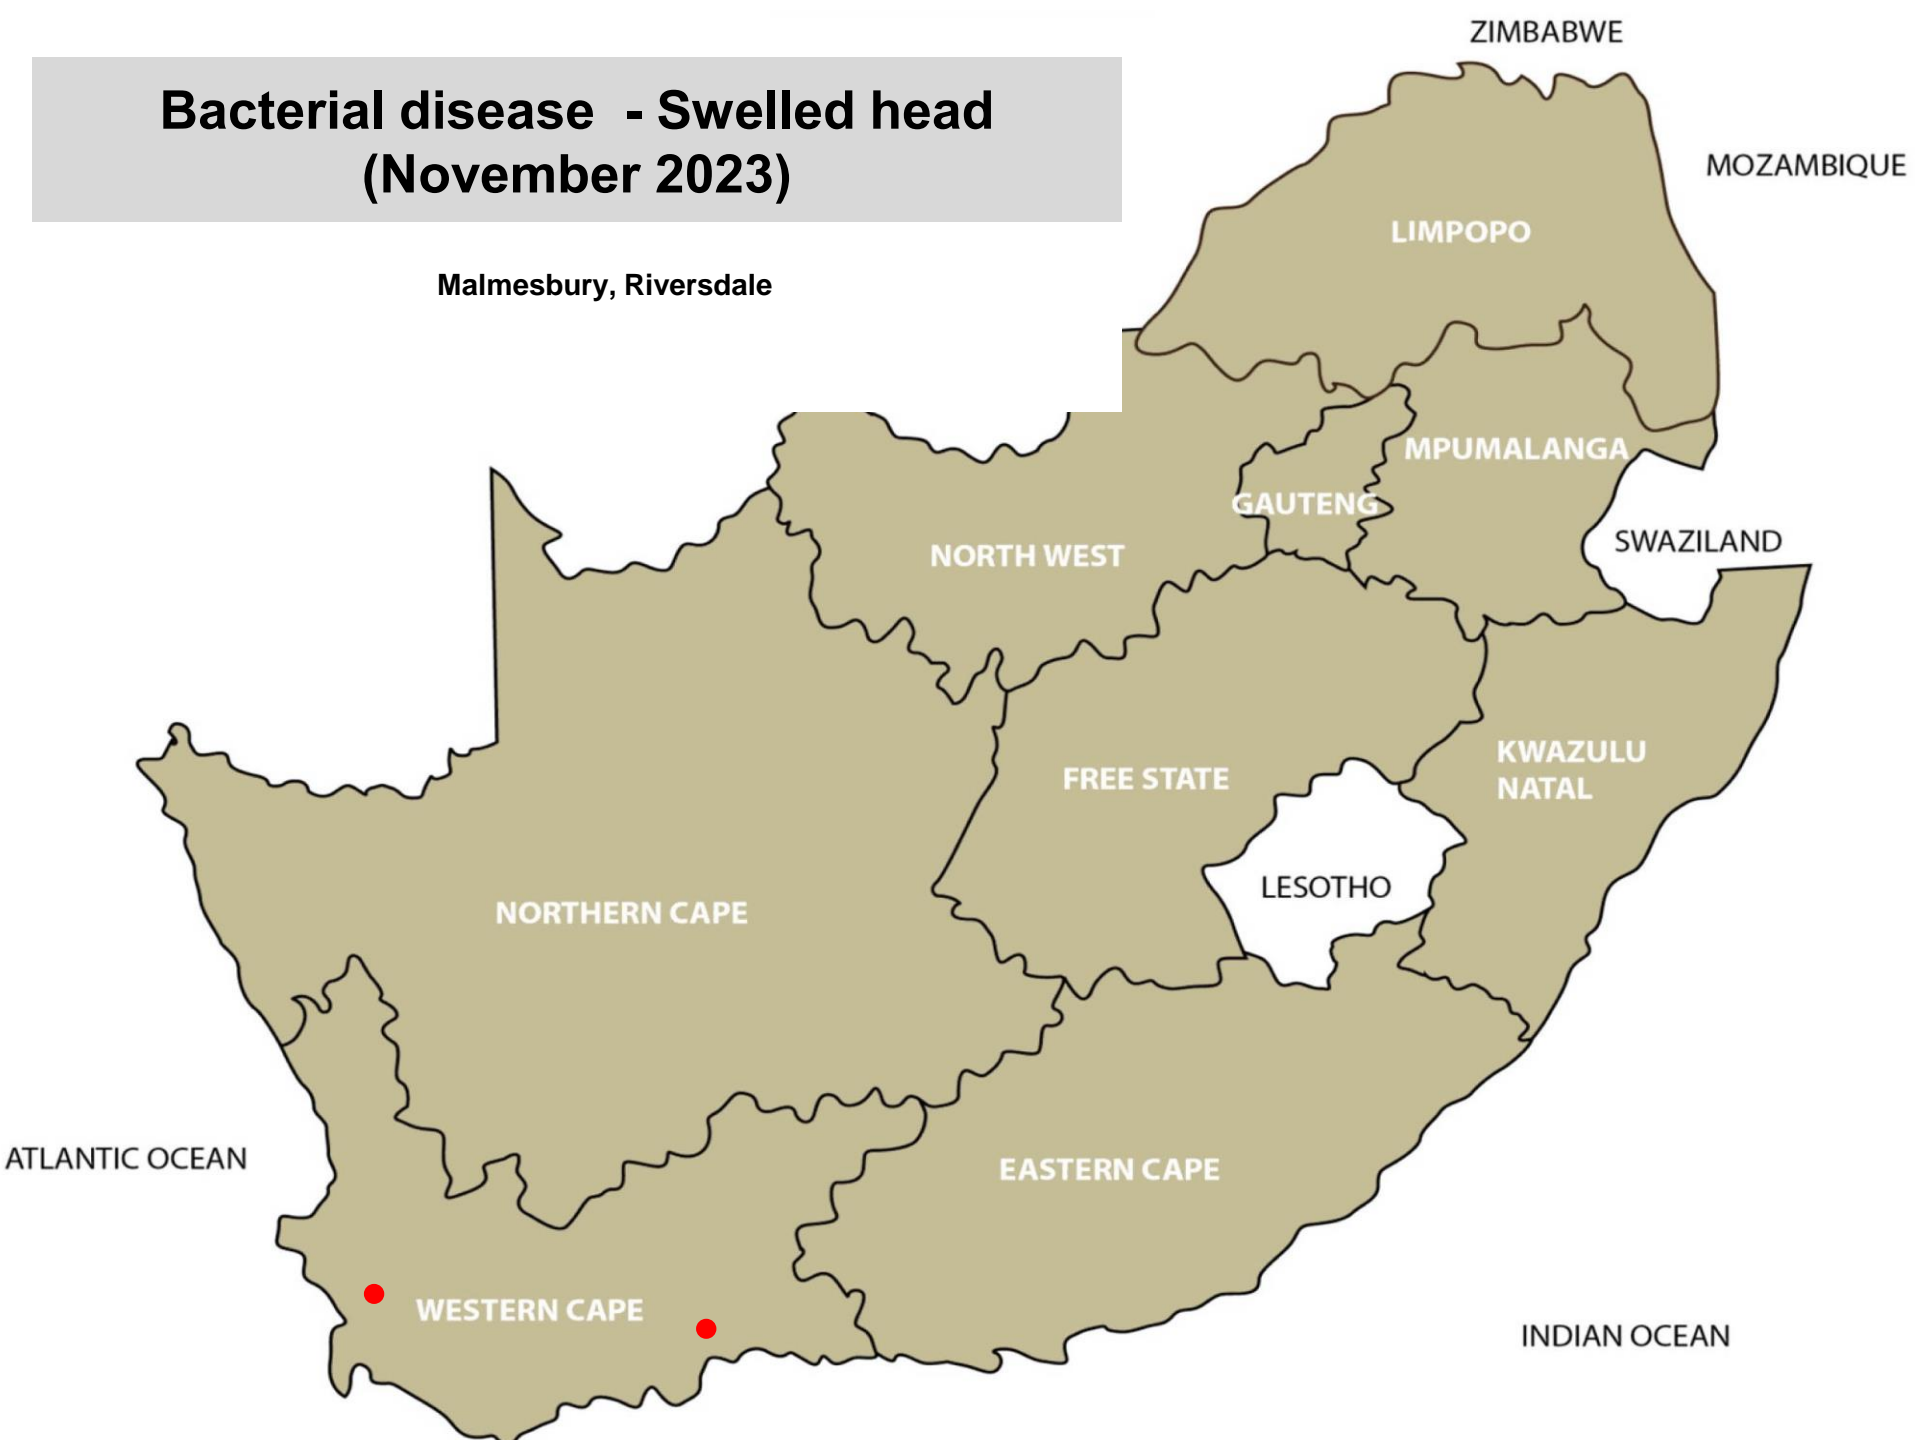 Bacterial disease  - Swelled head
(November 2023)
Malmesbury, Riversdale
ZIMBABWE
MOZAMBIQUE
LIMPOPO
MPUMALANGA
GAUTENG
SWAZILAND
NORTH WEST
KWAZULU
NATAL
FREE STATE
LESOTHO
NORTHERN CAPE
ATLANTIC OCEAN
EASTERN CAPE
WESTERN CAPE
INDIAN OCEAN